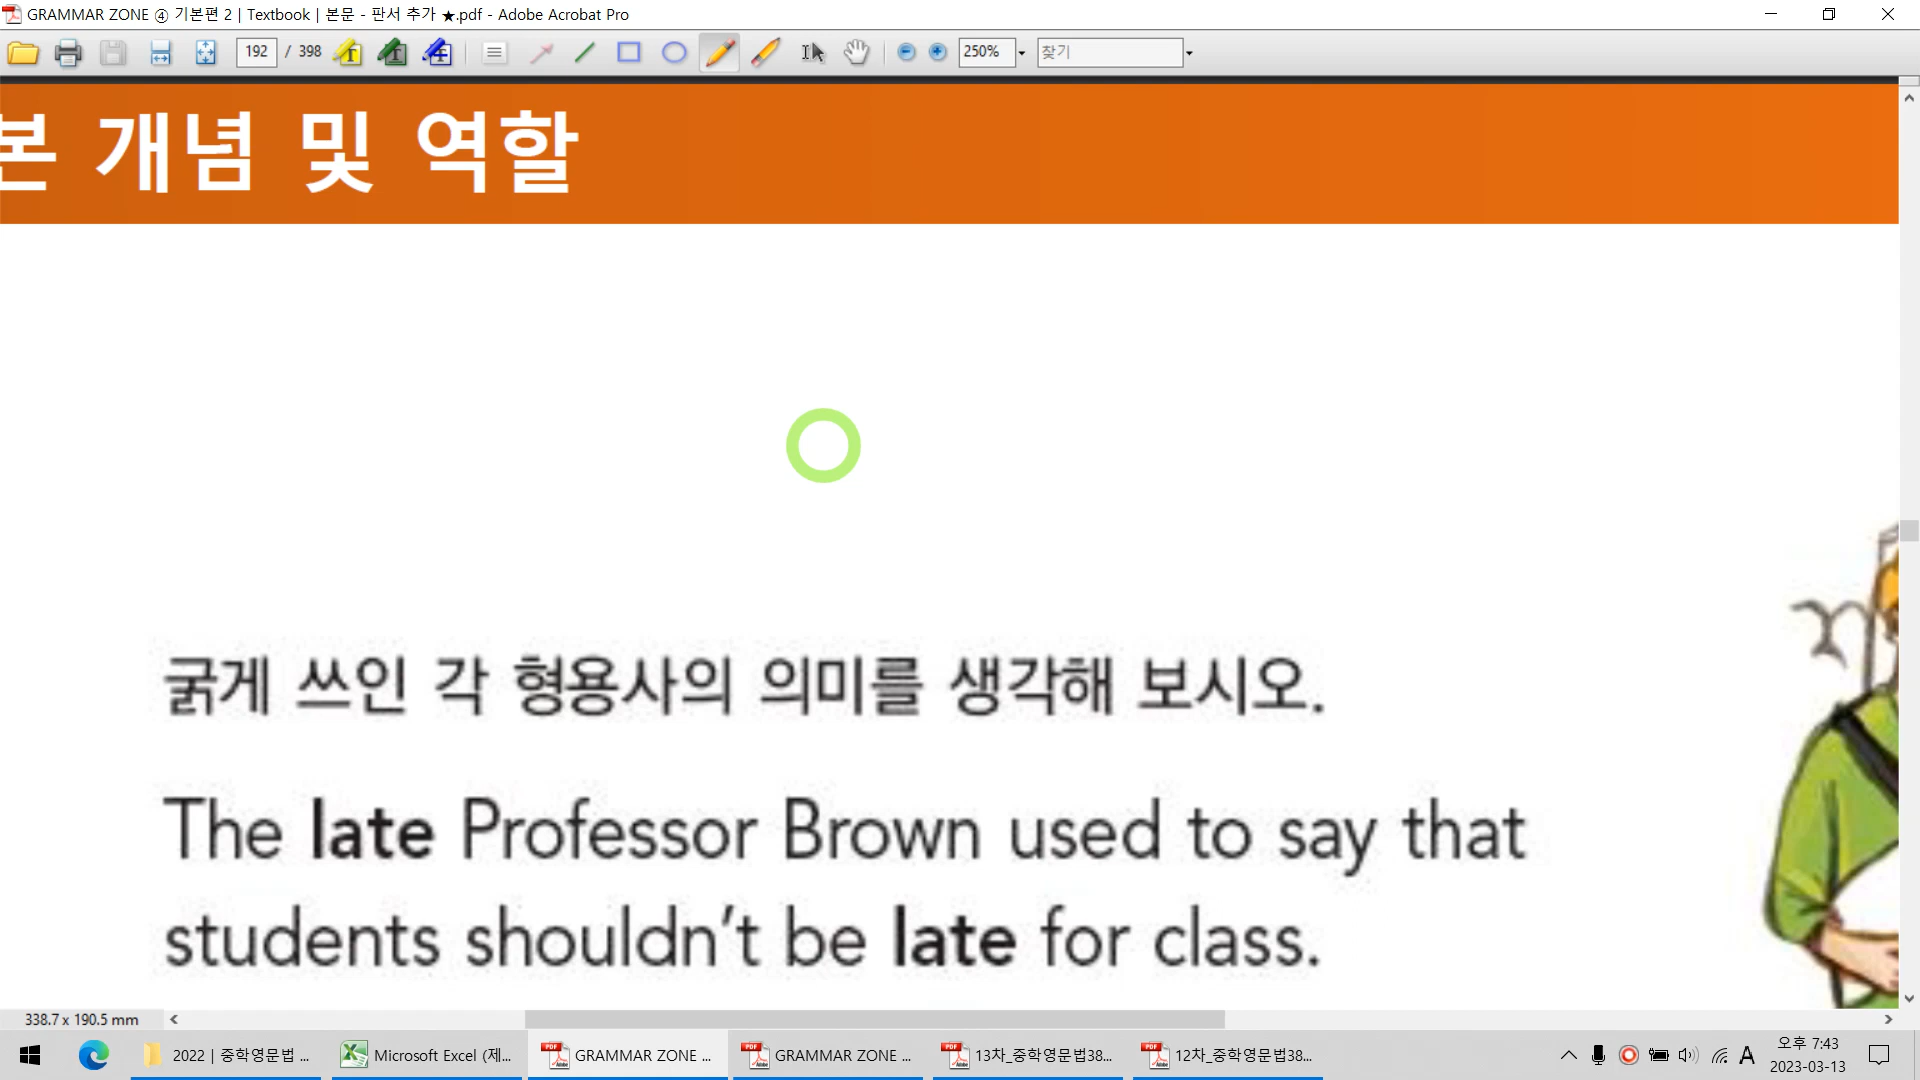 GRAMMAR ZONE ④ 기본편 2 | Textbook | 본문 - 판서 추가 ★.pdf - Adobe Acrobat Pro
192 / 398 250% 찾기
본 개념 및 역할
굵게 쓰인 각 형용사의 의미를 생각해 보시오.
The late Professor Brown used to say that
students shouldn't be late for class.
338.7 x 190.5 mm
2022 | 중학영문법 ... Microsoft Excel (제... GRAMMAR ZONE ... GRAMMAR ZONE ... 13차_중학영문법38... 12차_중학영문법38... A 오후 7:43
2023-03-13